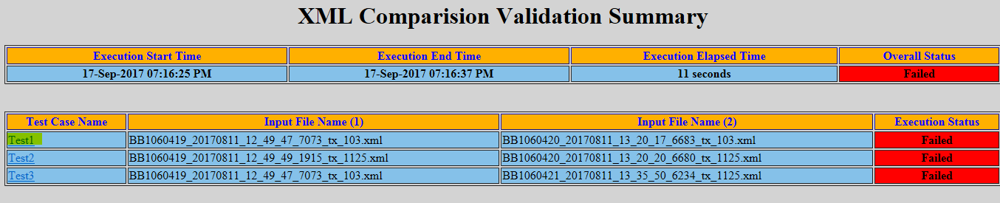 XML Comparision Validation Summary
Execution Start Time Execution End Time Execution Elapsed Time Overall Status
17-Sep-2017 07:16:25 PM 17-Sep-2017 07:16:37 PM 11 seconds Failed
Test Case Name Input File Name (1) Input File Name (2) Execution Status
Test1 BB1060419_20170811_12_49_47_7073_tx_103.xml BB1060420_20170811_13_20_17_6683_tx_103.xml Failed
Test2 BB1060419_20170811_12_49_49_1915_tx_1125.xml BB1060420_20170811_13_20_20_6680_tx_1125.xml Failed
Test3 BB1060419_20170811_12_49_47_7073_tx_103.xml BB1060421_20170811_13_35_50_6234_tx_1125.xml Failed